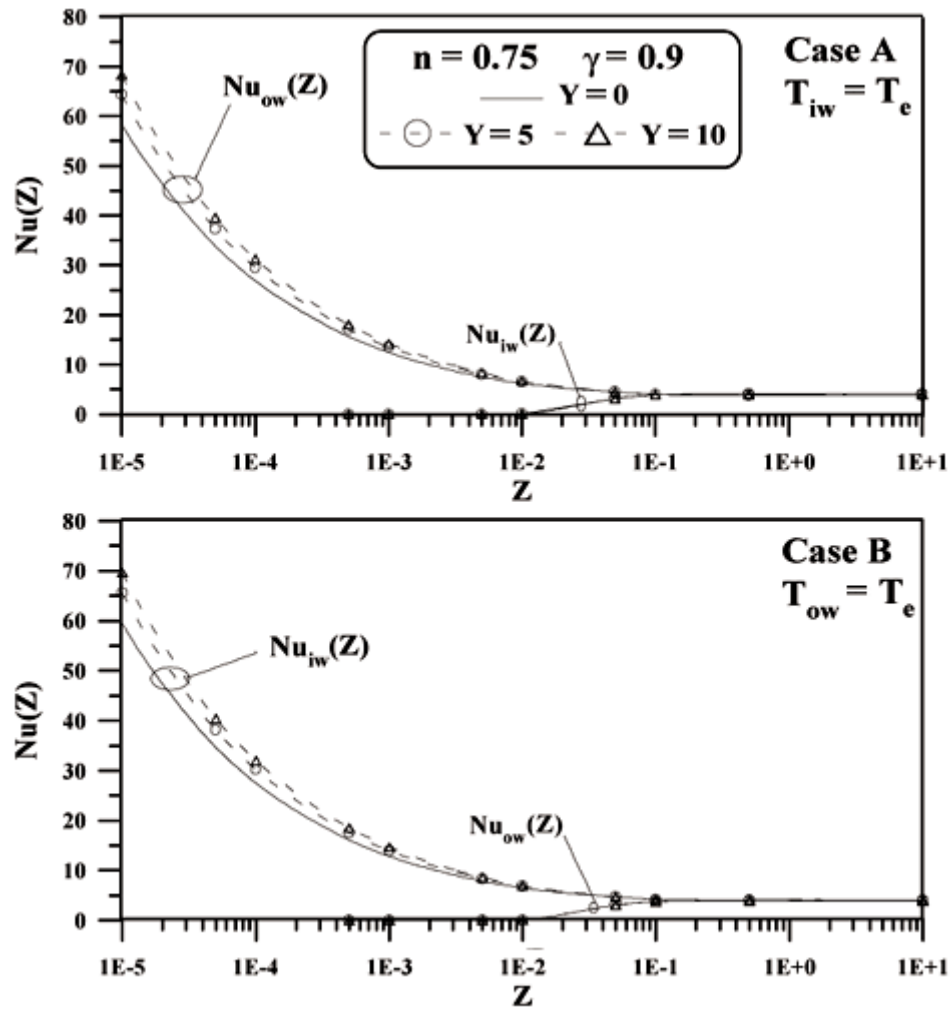 80
70
60
50
40
30
20
10
0
Nu(Z)
Nu_ow(Z)
n = 0.75 γ = 0.9
Y = 0
Y = 5 Y = 10
Case A
T_iw = T_e
Nu_iw(Z)
1E-5 1E-4 1E-3 1E-2 1E-1 1E+0 1E+1
Z
80
70
60
50
40
30
20
10
0
Nu(Z)
Case B
T_ow = T_e
Nu_iw(Z)
Nu_ow(Z)
1E-5 1E-4 1E-3 1E-2 1E-1 1E+0 1E+1
Z